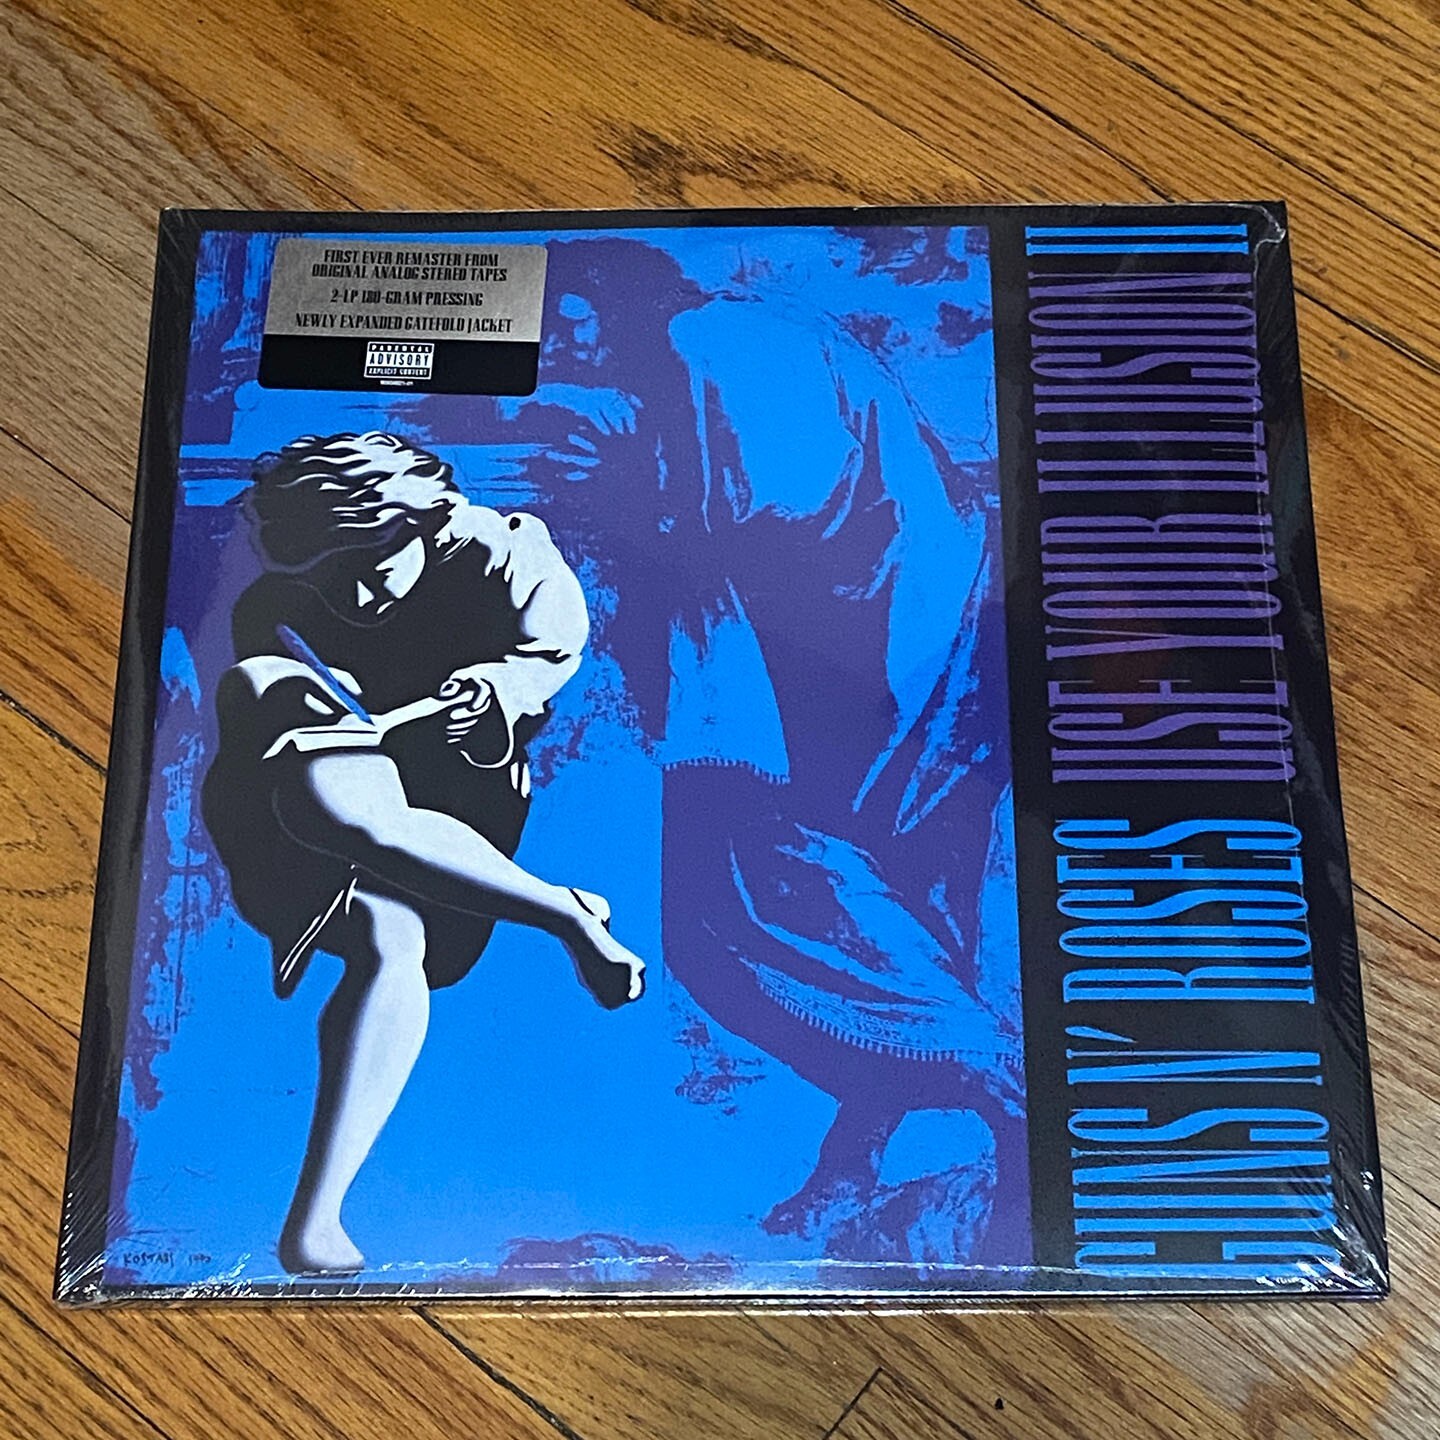 FIRST EVER REMASTER FROM
ORIGINAL ANALOG STEREO TAPES
2-LP 180-GRAM PRESSING
NEWLY EXPANDED GATEFOLD JACKET
PARENTAL
ADVISORY
EXPLICIT CONTENT
GUNS N' ROSES USE YOUR ILLUSION II
KOSTABI